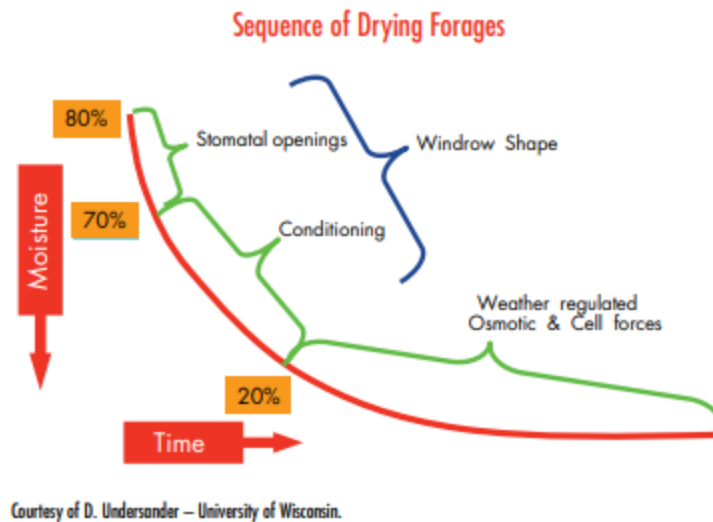 Sequence of Drying Forages
80%
Stomatal openings
Windrow Shape
Moisture
70%
Conditioning
Weather regulated
Osmotic & Cell forces
20%
Time
Courtesy of D. Undersander – University of Wisconsin.